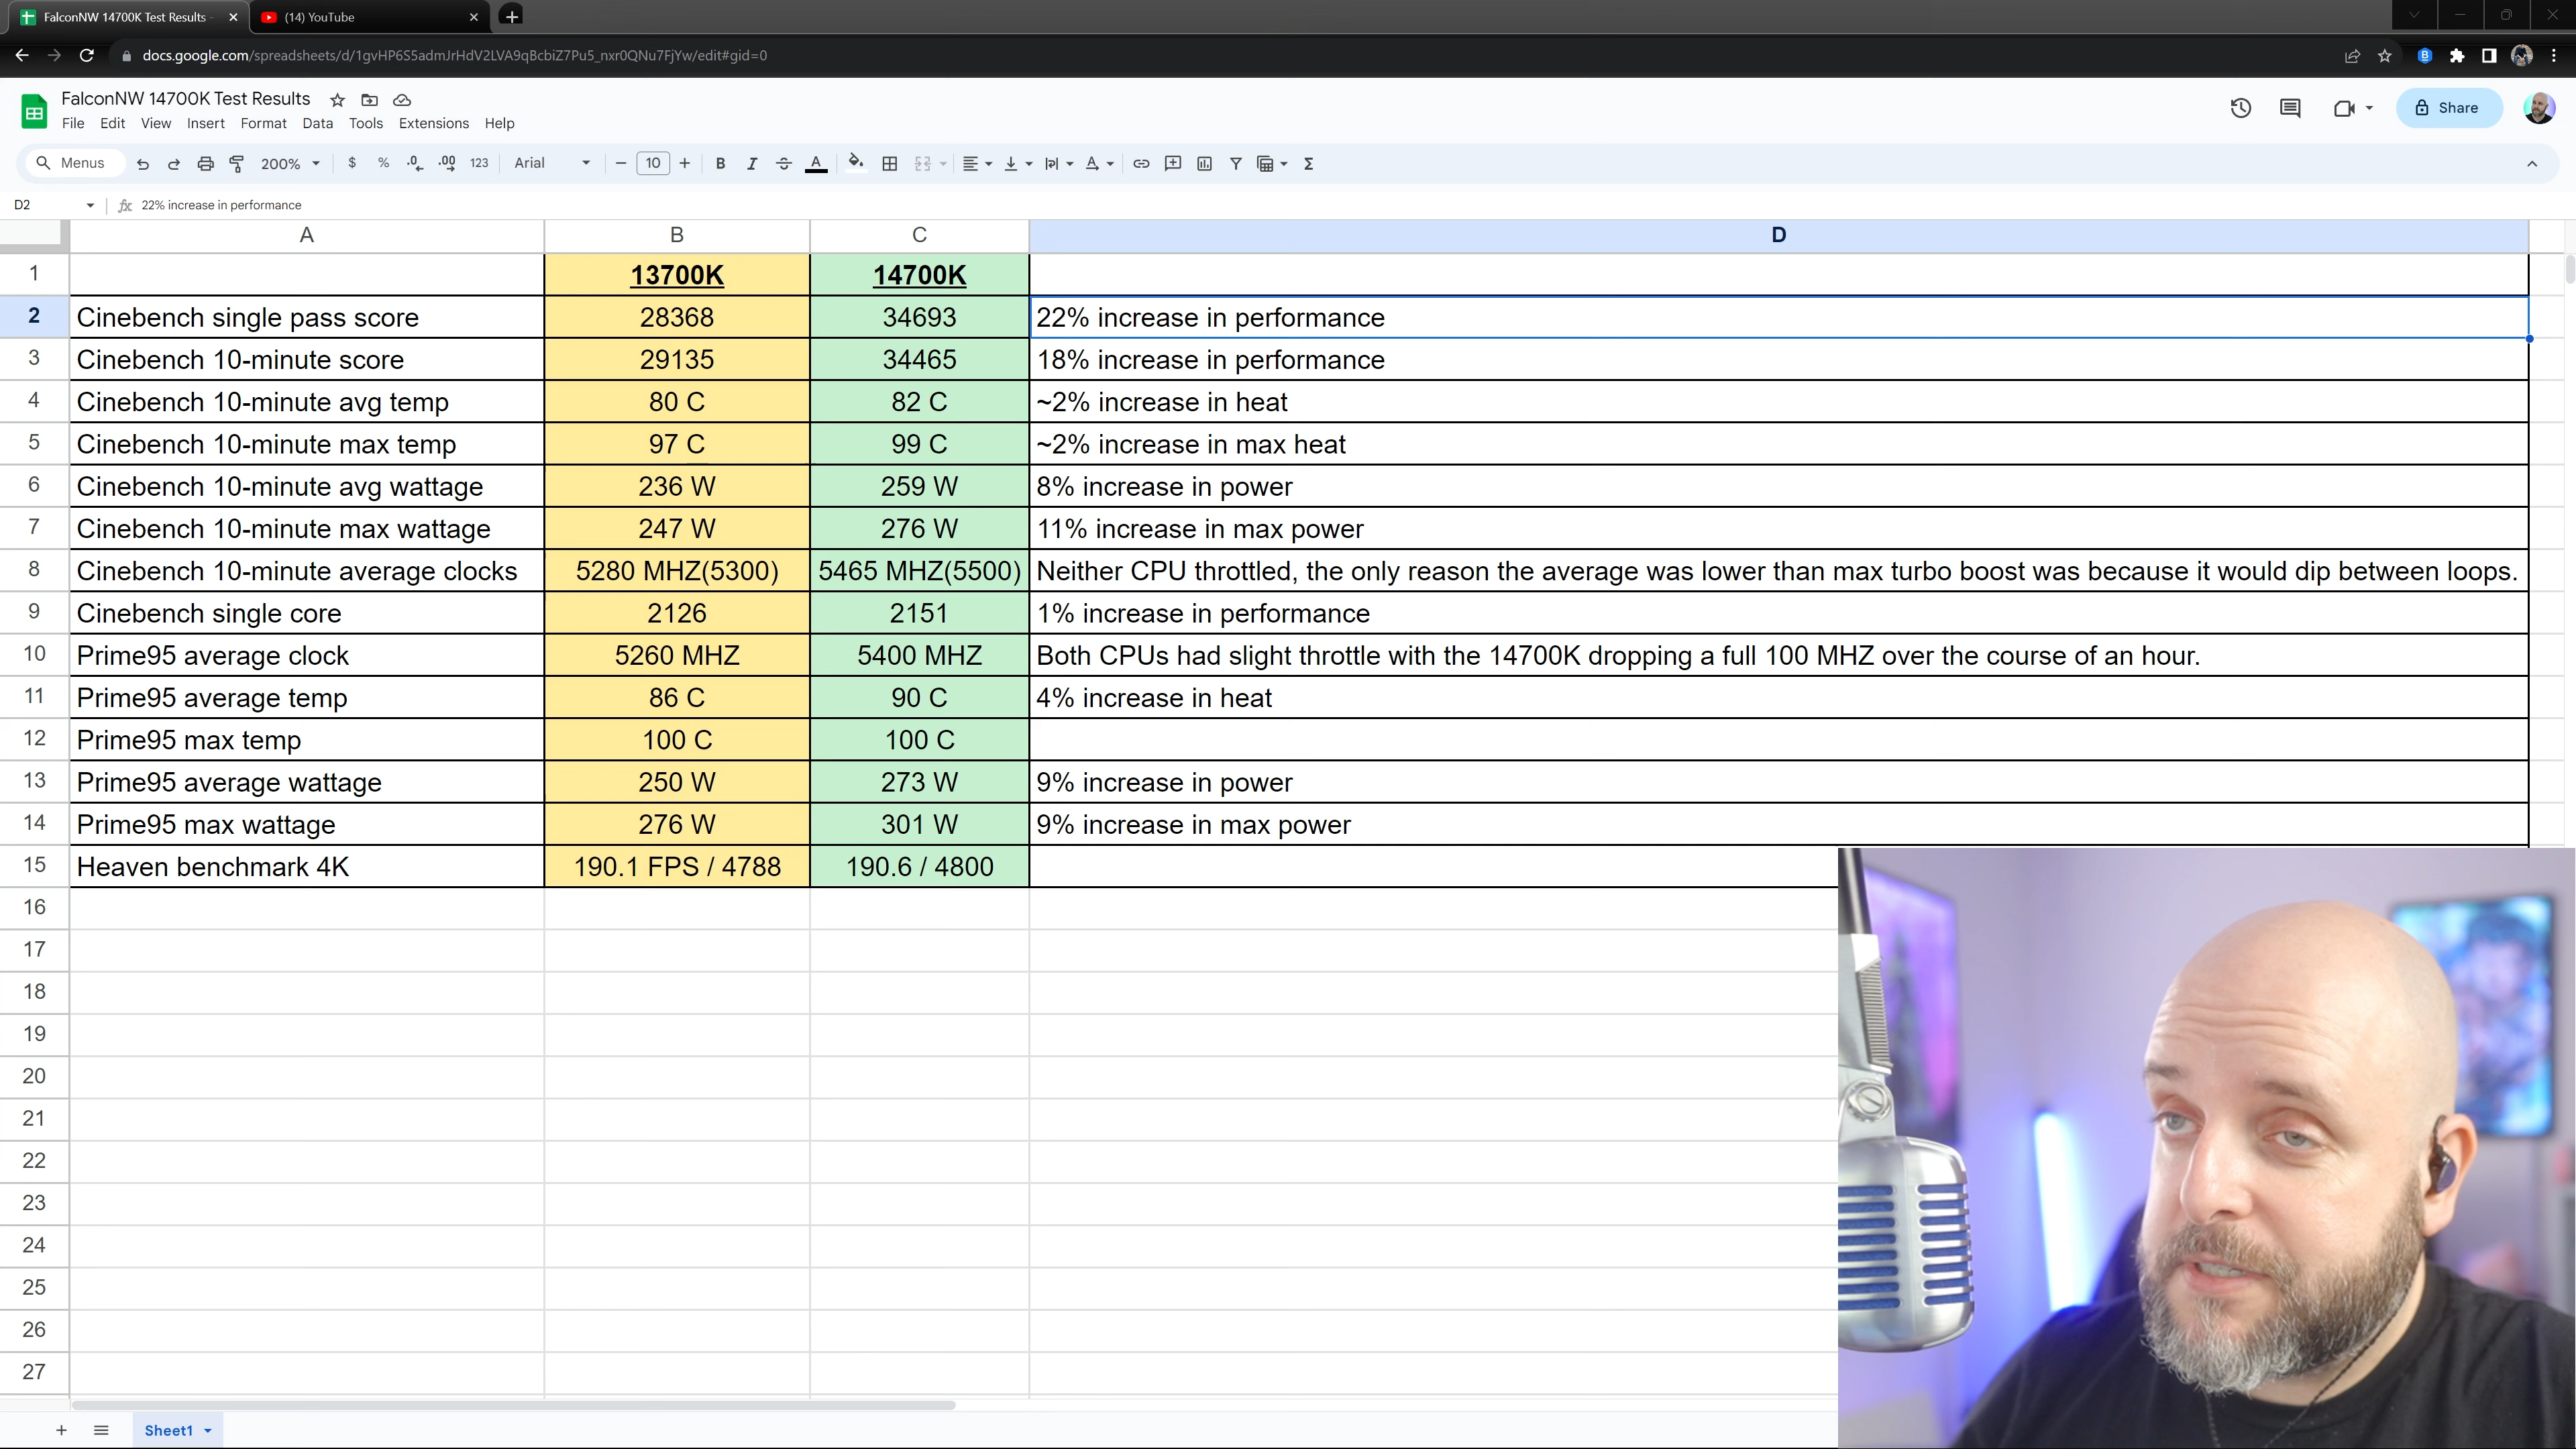 FalconNW 14700K Test Results -
(14) YouTube
docs.google.com/spreadsheets/d/1gvHP6S5admJrHdV2LVA9qBcbiZ7Pu5_nxr0QNu7FjYw/edit#gid=0
FalconNW 14700K Test Results
File Edit View Insert Format Data Tools Extensions Help
Share
Menus 200% $ % .0 .00 123 Arial 10 B I A
D2 fx 22% increase in performance
A B C D
1 13700K 14700K
2 Cinebench single pass score 28368 34693 22% increase in performance
3 Cinebench 10-minute score 29135 34465 18% increase in performance
4 Cinebench 10-minute avg temp 80 C 82 C ~2% increase in heat
5 Cinebench 10-minute max temp 97 C 99 C ~2% increase in max heat
6 Cinebench 10-minute avg wattage 236 W 259 W 8% increase in power
7 Cinebench 10-minute max wattage 247 W 276 W 11% increase in max power
8 Cinebench 10-minute average clocks 5280 MHZ(5300) 5465 MHZ(5500) Neither CPU throttled, the only reason the average was lower than max turbo boost was because it would dip between loops.
9 Cinebench single core 2126 2151 1% increase in performance
10 Prime95 average clock 5260 MHZ 5400 MHZ Both CPUs had slight throttle with the 14700K dropping a full 100 MHZ over the course of an hour.
11 Prime95 average temp 86 C 90 C 4% increase in heat
12 Prime95 max temp 100 C 100 C
13 Prime95 average wattage 250 W 273 W 9% increase in power
14 Prime95 max wattage 276 W 301 W 9% increase in max power
15 Heaven benchmark 4K 190.1 FPS / 4788 190.6 / 4800
16
17
18
19
20
21
22
23
24
25
26
27
Sheet1